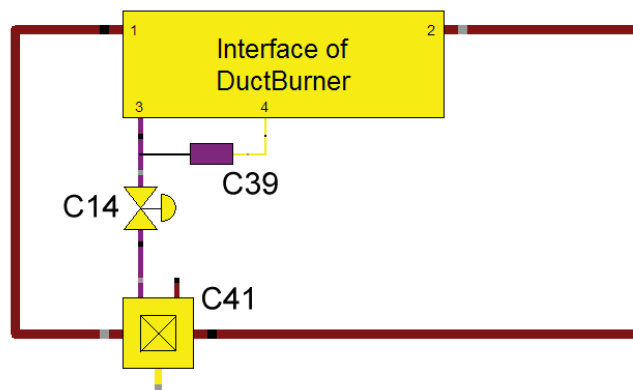 1
Interface of
DuctBurner
2
3
4
C39
C14
C41